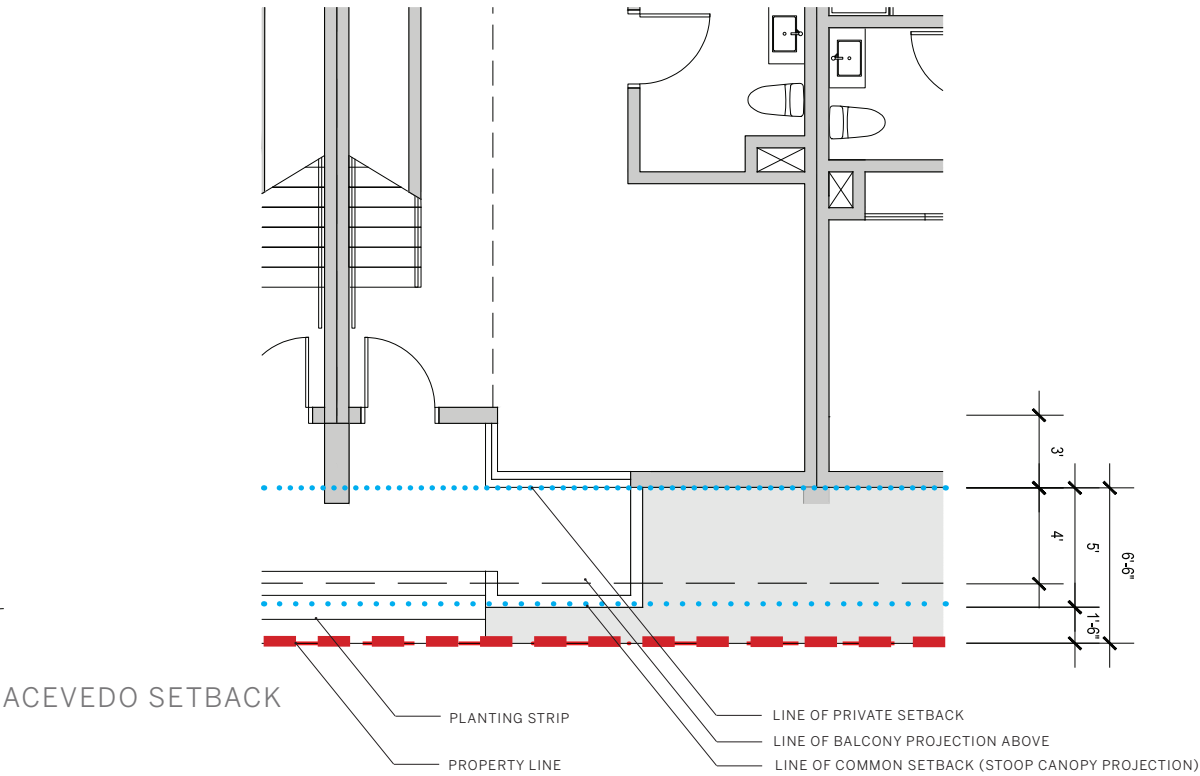 3'
4'
5'
6'-6"
1'-6"
ACEVEDO SETBACK
PLANTING STRIP
PROPERTY LINE
LINE OF PRIVATE SETBACK
LINE OF BALCONY PROJECTION ABOVE
LINE OF COMMON SETBACK (STOOP CANOPY PROJECTION)